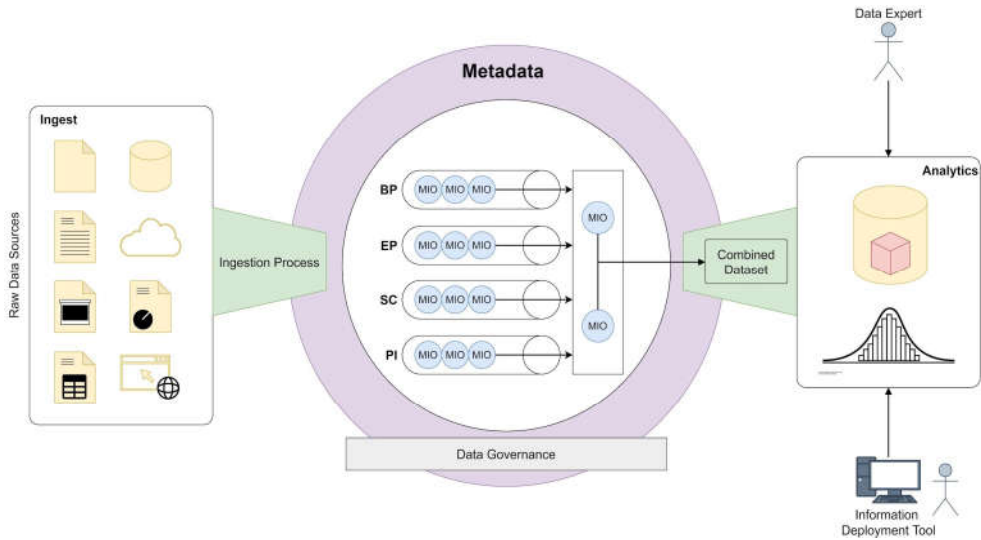 Data Expert
Metadata
Ingest
Analytics
Raw Data Sources
BP MIO MIO MIO
MIO
EP MIO MIO MIO
Ingestion Process
Combined
Dataset
SC MIO MIO MIO
MIO
PI MIO MIO MIO
Data Governance
Information
Deployment Tool